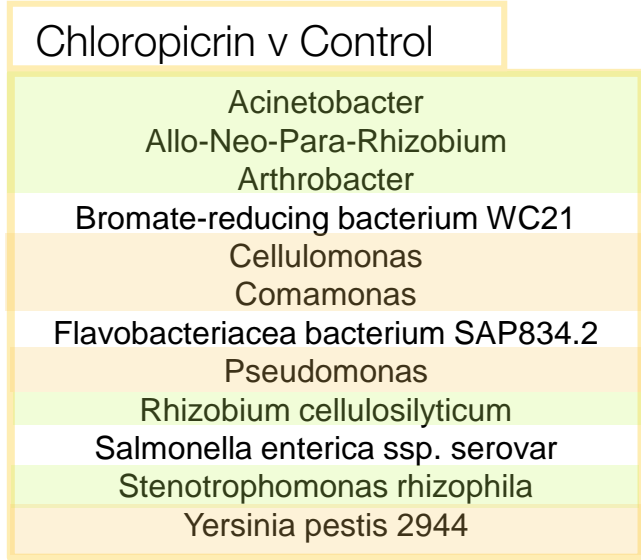 Chloropicrin v Control
Acinetobacter
Allo-Neo-Para-Rhizobium
Arthrobacter
Bromate-reducing bacterium WC21
Cellulomonas
Comamonas
Flavobacteriacea bacterium SAP834.2
Pseudomonas
Rhizobium cellulosilyticum
Salmonella enterica ssp. serovar
Stenotrophomonas rhizophila
Yersinia pestis 2944